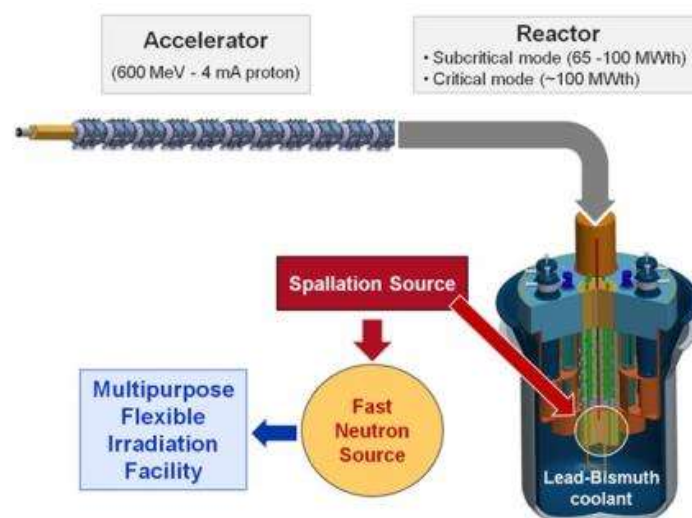 Accelerator
(600 MeV - 4 mA proton)
Reactor
• Subcritical mode (65 -100 MWth)
• Critical mode (~100 MWth)
Spallation Source
Multipurpose
Flexible
Irradiation
Facility
Fast
Neutron
Source
Lead-Bismuth
coolant